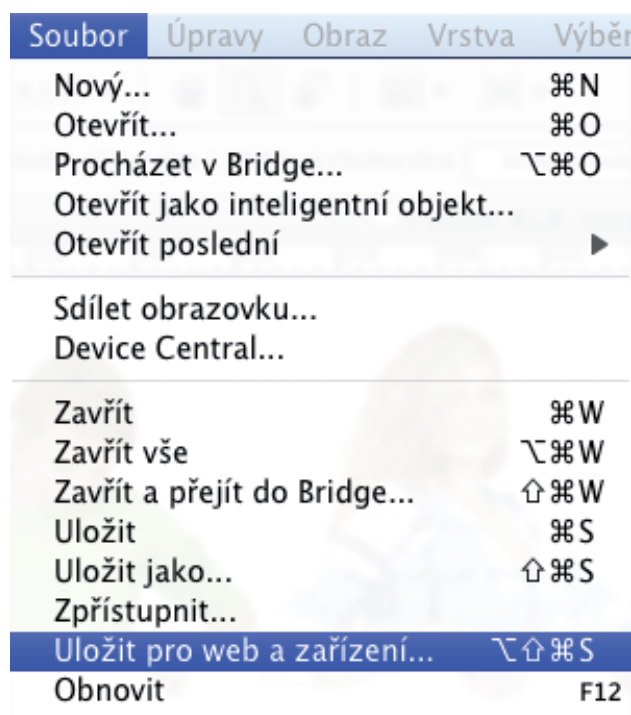 Soubor Úpravy Obraz Vrstva Výběr
Nový... ⌘N
Otevřít... ⌘O
Procházet v Bridge... ⌥⌘O
Otevřít jako inteligentní objekt...
Otevřít poslední ▶
Sdílet obrazovku...
Device Central...
Zavřít ⌘W
Zavřít vše ⌥⌘W
Zavřít a přejít do Bridge... ⇧⌘W
Uložit ⌘S
Uložit jako... ⇧⌘S
Zpřístupnit...
Uložit pro web a zařízení... ⌥⇧⌘S
Obnovit F12